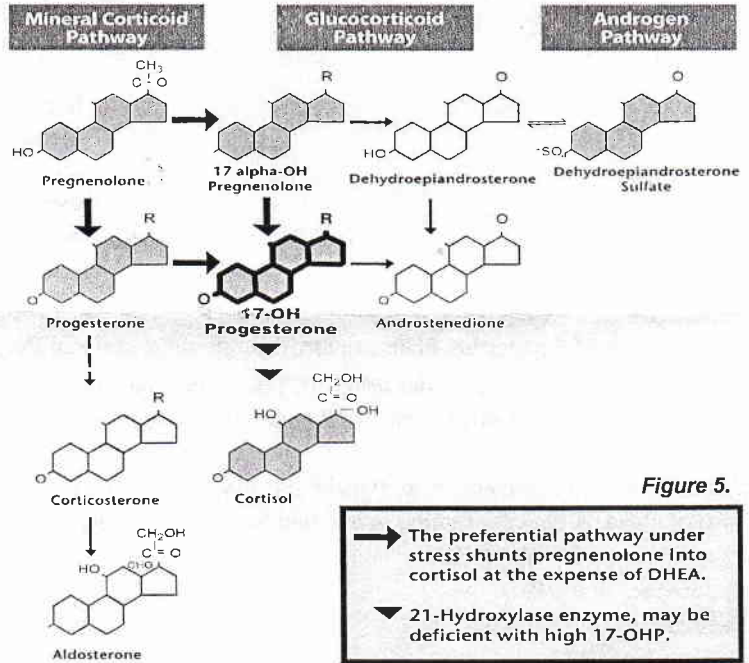 Mineral Corticoid
Pathway
Glucocorticoid
Pathway
Androgen
Pathway
CH3
C - O
HO
Pregnenolone
R
17 alpha-OH
Pregnenolone
O
HO
Dehydroepiandrosterone
O
-SO4
Dehydroepiandrosterone
Sulfate
R
O
Progesterone
R
O
17-OH
Progesterone
O
O
Androstenedione
R
O
Corticosterone
CH2OH
C = O
HO
OH
O
Cortisol
CH2OH
C = O
HO
CHO
O
Aldosterone
Figure 5.
The preferential pathway under
stress shunts pregnenolone into
cortisol at the expense of DHEA.
21-Hydroxylase enzyme, may be
deficient with high 17-OHP.